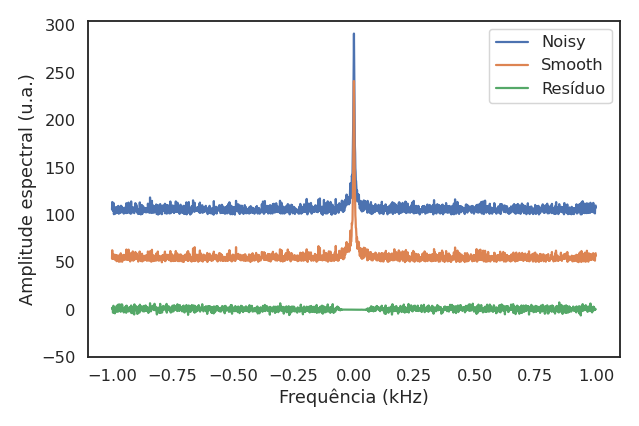 300
250
200
150
100
50
0
−50
Amplitude espectral (u.a.)
Noisy
Smooth
Resíduo
−1.00 −0.75 −0.50 −0.25 0.00 0.25 0.50 0.75 1.00
Frequência (kHz)